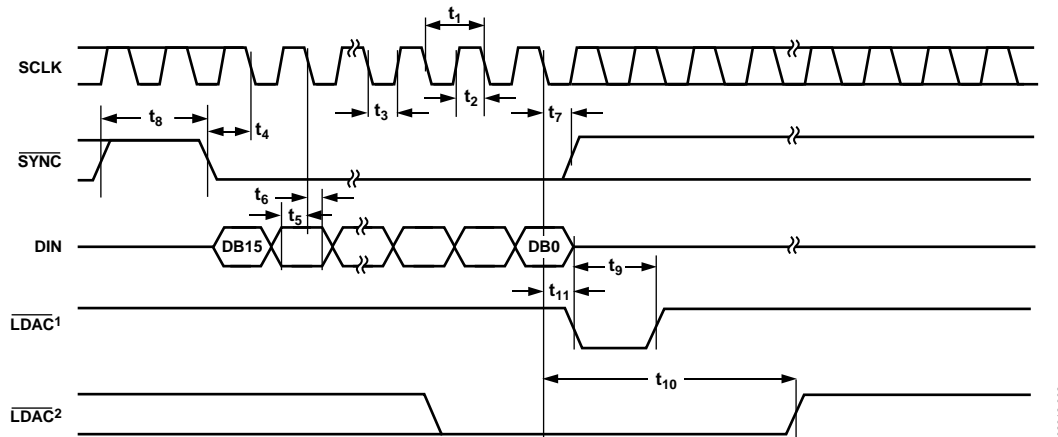 t1
SCLK
t2
t3
t7
t8
t4
SYNC
t6
t5
DIN
DB15
DB0
t9
t11
LDAC1
t10
LDAC2